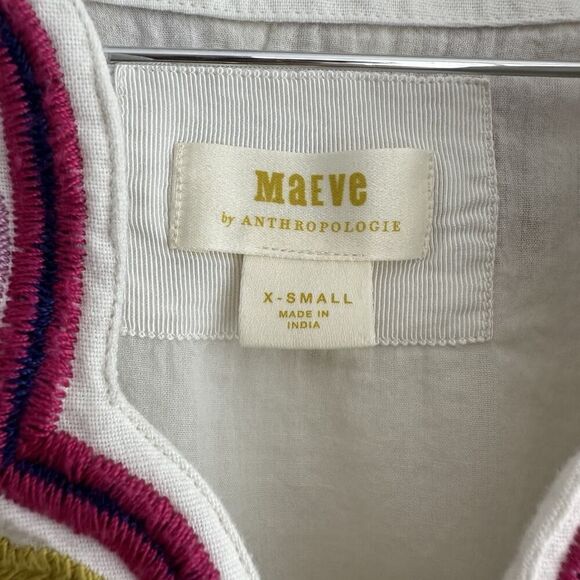 MaEVe
by ANTHROPOLOGIE
X-SMALL
MADE IN
INDIA